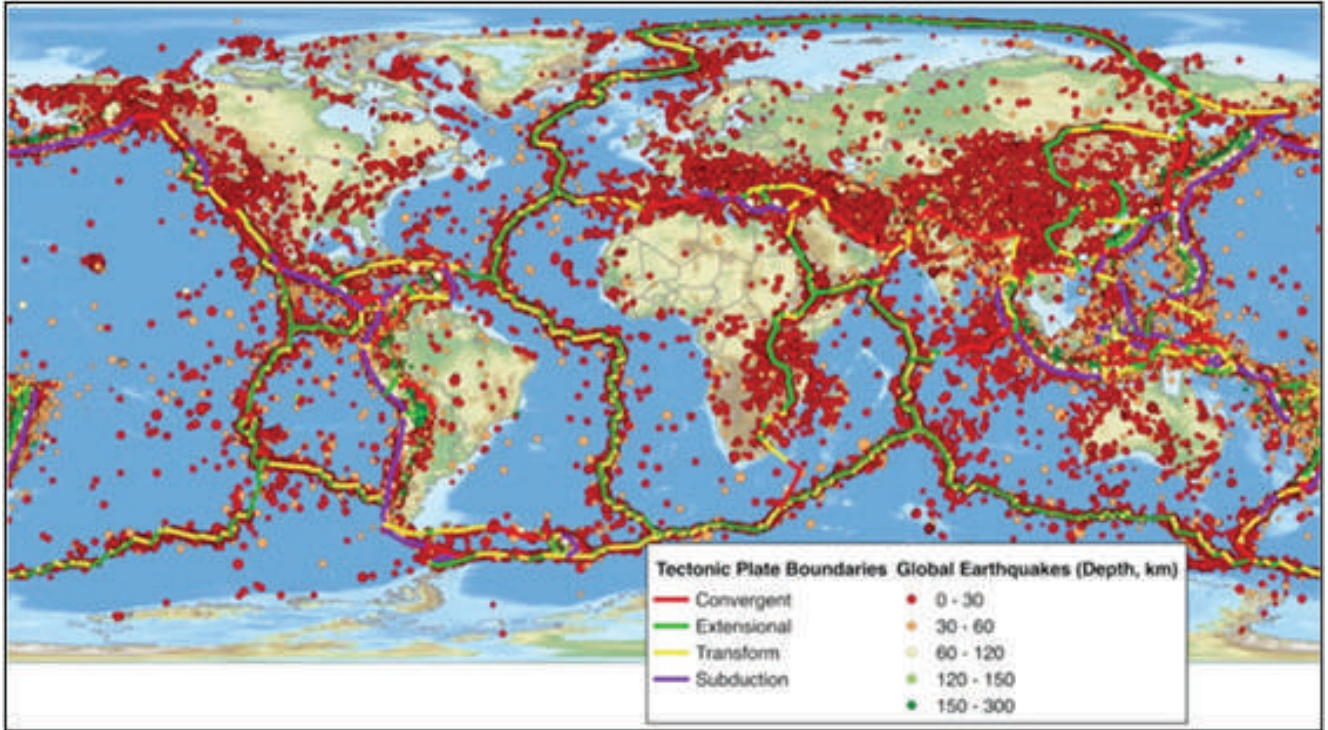 Tectonic Plate Boundaries Global Earthquakes (Depth, km)
Convergent 0 - 30
Extensional 30 - 60
Transform 60 - 120
Subduction 120 - 150
150 - 300